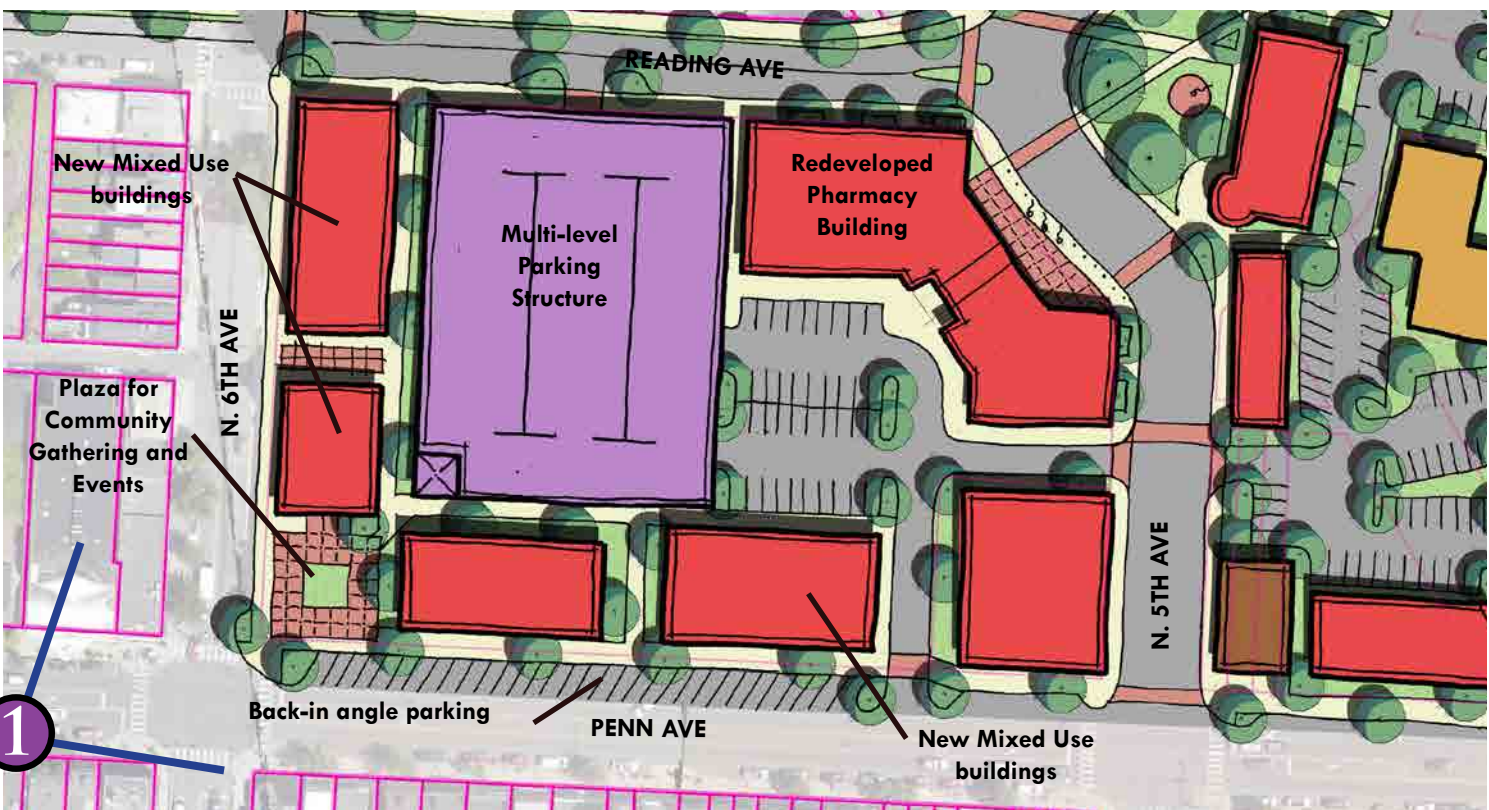 READING AVE
New Mixed Use
buildings
Redeveloped
Pharmacy
Building
Multi-level
Parking
Structure
N. 6TH AVE
Plaza for
Community
Gathering and
Events
N. 5TH AVE
1
Back-in angle parking
PENN AVE
New Mixed Use
buildings